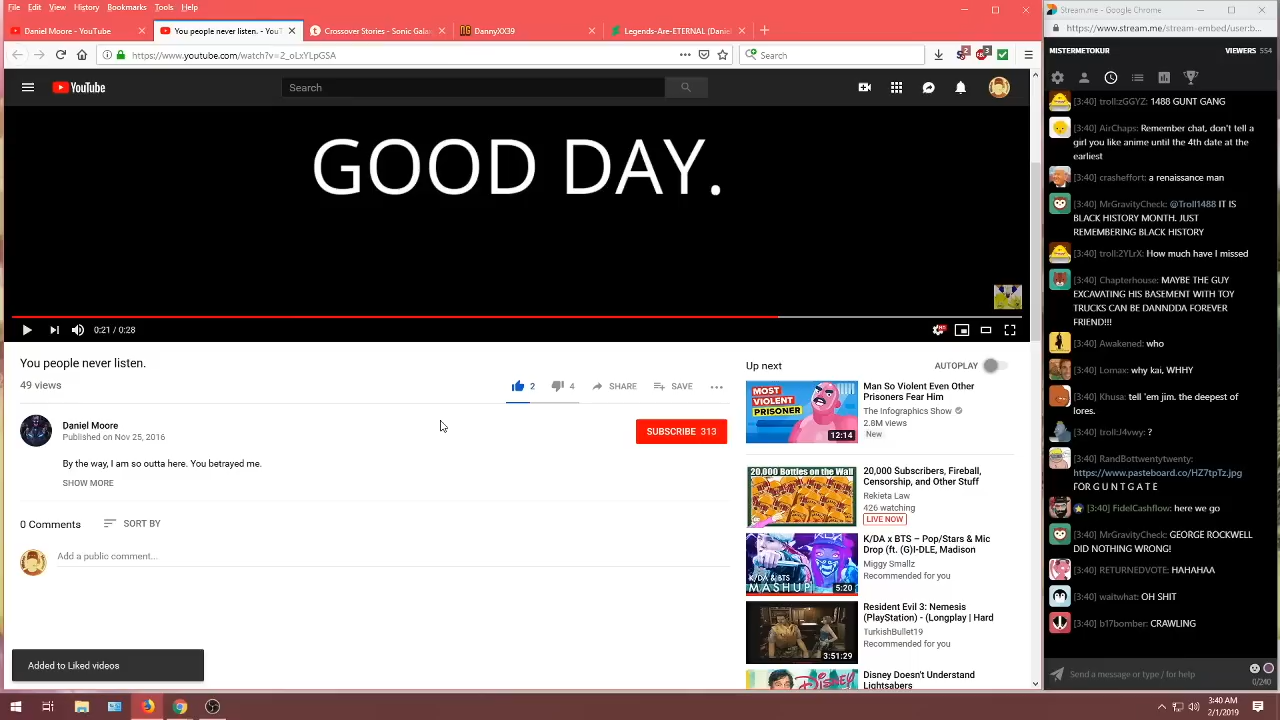 File Edit View History Bookmarks Tools Help
Daniel Moore - YouTube
You people never listen. - YouT
Crossover Stories - Sonic Galax
DannyXX39
Legends-Are-ETERNAL (Daniel
https://www.youtube.com/watch?v=2_oLxYLpGSA
Search
YouTube
Search
GOOD DAY.
0:21 / 0:28
You people never listen.
49 views
2
4
SHARE
SAVE
Daniel Moore
Published on Nov 25, 2016
SUBSCRIBE 313
By the way, I am so outta here. You betrayed me.
SHOW MORE
0 Comments
SORT BY
Add a public comment...
Added to Liked videos
Up next
AUTOPLAY
MOST
VIOLENT
PRISONER
12:14
Man So Violent Even Other
Prisoners Fear Him
The Infographics Show
2.8M views
New
20,000 Bottles on the Wall
20,000 Subscribers, Fireball,
Censorship, and Other Stuff
Rekieta Law
426 watching
LIVE NOW
K/DA & BTS
MASHUP
5:20
K/DA x BTS – Pop/Stars & Mic
Drop (ft. (G)I-DLE, Madison
Miggy Smallz
Recommended for you
3:51:29
Resident Evil 3: Nemesis
(PlayStation) - (Longplay | Hard
TurkishBullet19
Recommended for you
Disney Doesn't Understand
Lightsabers
Stream.me - Google Chrome
https://www.stream.me/stream-embed/userb...
MISTERMETOKUR
VIEWERS 554
[3:40] troll:zGGYZ: 1488 GUNT GANG
[3:40] AirChaps: Remember chat, don't tell a
girl you like anime until the 4th date at the
earliest
[3:40] crasheffort: a renaissance man
[3:40] MrGravityCheck: @Troll1488 IT IS
BLACK HISTORY MONTH. JUST
REMEMBERING BLACK HISTORY
[3:40] troll:2YLrX: How much have I missed
[3:40] Chapterhouse: MAYBE THE GUY
EXCAVATING HIS BASEMENT WITH TOY
TRUCKS CAN BE DANNDDA FOREVER
FRIEND!!!
[3:40] Awakened: who
[3:40] Lomax: why kai, WHHY
[3:40] Khusa: tell 'em jim. the deepest of
lores.
[3:40] troll:J4vwy: ?
[3:40] RandBottwentytwenty:
https://www.pasteboard.co/HZ7tpTz.jpg
FOR G U N T G A T E
[3:40] FidelCashflow: here we go
[3:40] MrGravityCheck: GEORGE ROCKWELL
DID NOTHING WRONG!
[3:40] RETURNEDVOTE: HAHAHAA
[3:40] waitwhat: OH SHIT
[3:40] b17bomber: CRAWLING
Send a message or type / for help
0/240
3:40 AM
2/1/2019